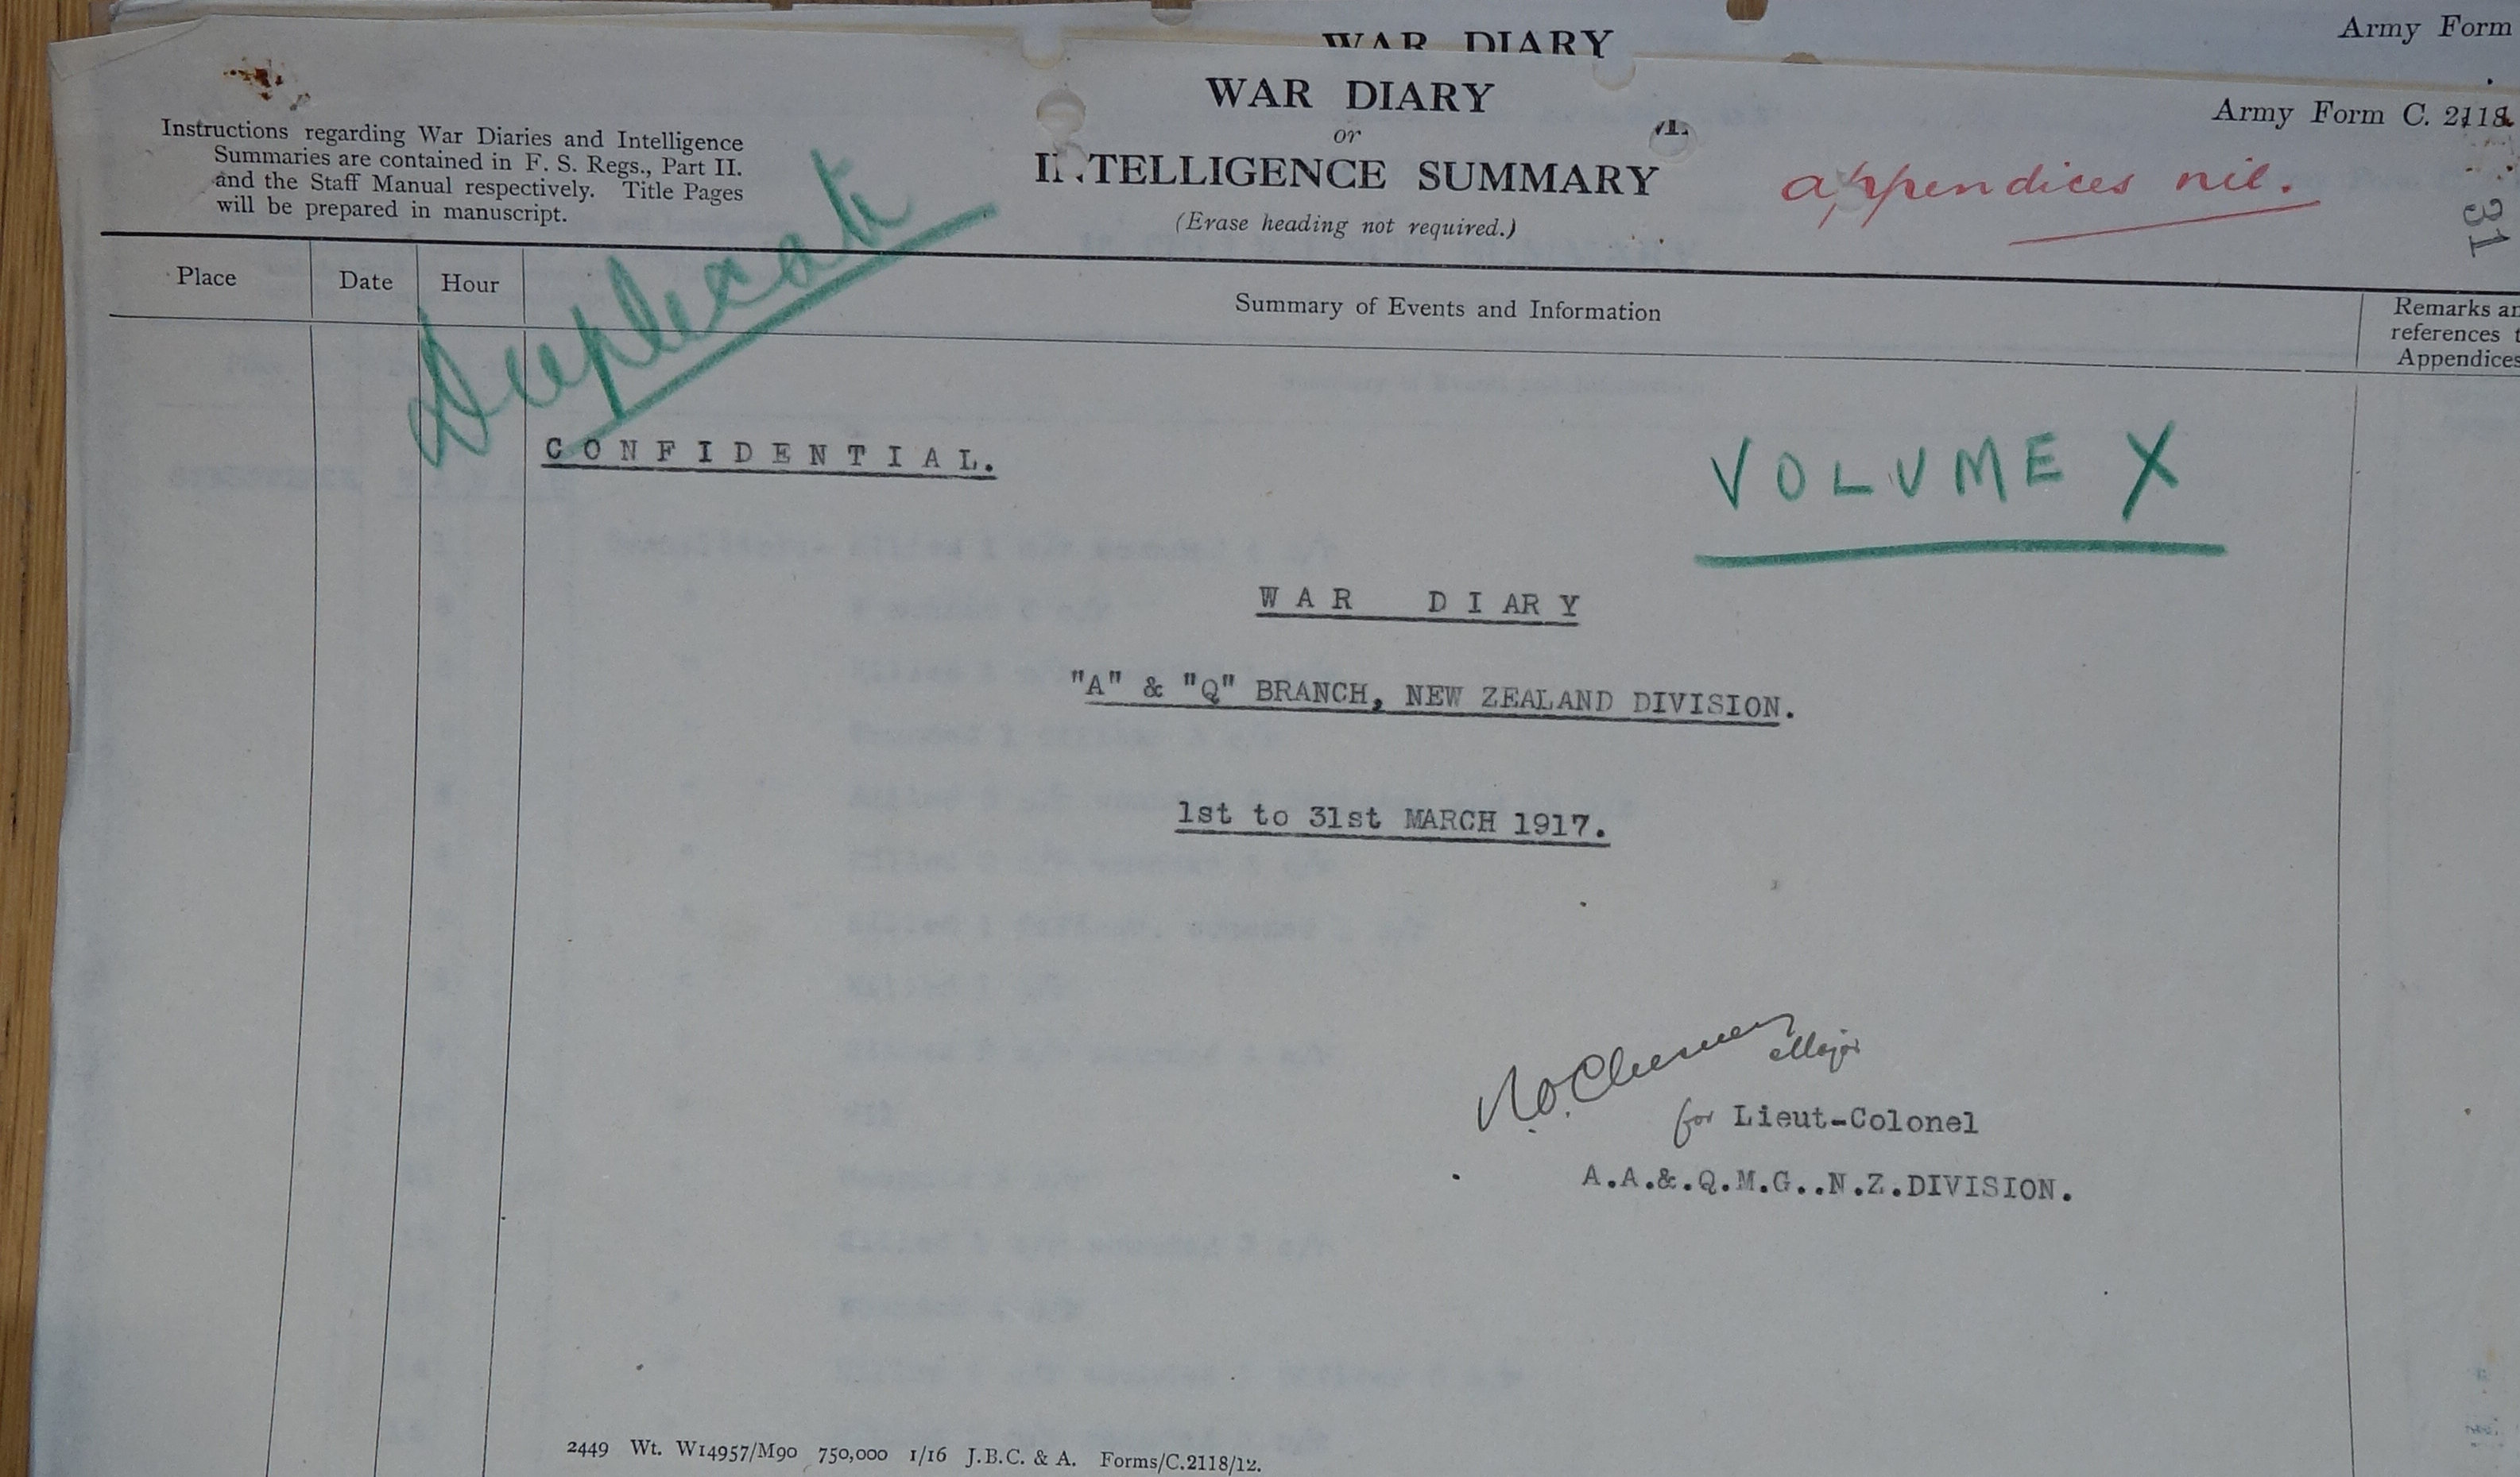 WAR DIARY
Army Form
WAR DIARY
or
INTELLIGENCE SUMMARY
(Erase heading not required.)
Army Form C. 2118.
Instructions regarding War Diaries and Intelligence
Summaries are contained in F. S. Regs., Part II.
and the Staff Manual respectively. Title Pages
will be prepared in manuscript.
appendices nil.
31
Duplicate
Place
Date
Hour
Summary of Events and Information
Remarks an
references t
Appendices
CONFIDENTIAL.
VOLUME X
WAR DIARY
"A" & "Q" BRANCH, NEW ZEALAND DIVISION.
1st to 31st MARCH 1917.
Major
for Lieut-Colonel
A.A.&.Q.M.G..N.Z.DIVISION.
2449 Wt. W14957/M90 750,000 1/16 J.B.C. & A. Forms/C.2118/12.